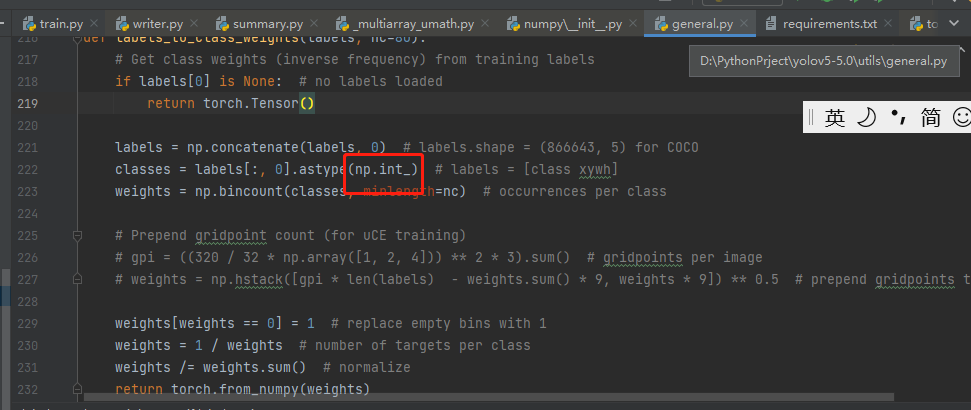 train.py writer.py summary.py _multiarray_umath.py numpy\__init__.py general.py requirements.txt
def labels_to_class_weights(labels, nc=80):
D:\PythonPrject\yolov5-5.0\utils\general.py
217 # Get class weights (inverse frequency) from training labels
218 if labels[0] is None:  # no labels loaded
219 return torch.Tensor()
英 简
220
221 labels = np.concatenate(labels, 0)  # labels.shape = (866643, 5) for COCO
222 classes = labels[:, 0].astype(np.int_)  # labels = [class xywh]
223 weights = np.bincount(classes, minlength=nc)  # occurrences per class
224
225 # Prepend gridpoint count (for uCE training)
226 # gpi = ((320 / 32 * np.array([1, 2, 4])) ** 2 * 3).sum()  # gridpoints per image
227 # weights = np.hstack([gpi * len(labels)  - weights.sum() * 9, weights * 9]) ** 0.5  # prepend gridpoints t
228
229 weights[weights == 0] = 1  # replace empty bins with 1
230 weights = 1 / weights  # number of targets per class
231 weights /= weights.sum()  # normalize
232 return torch.from_numpy(weights)